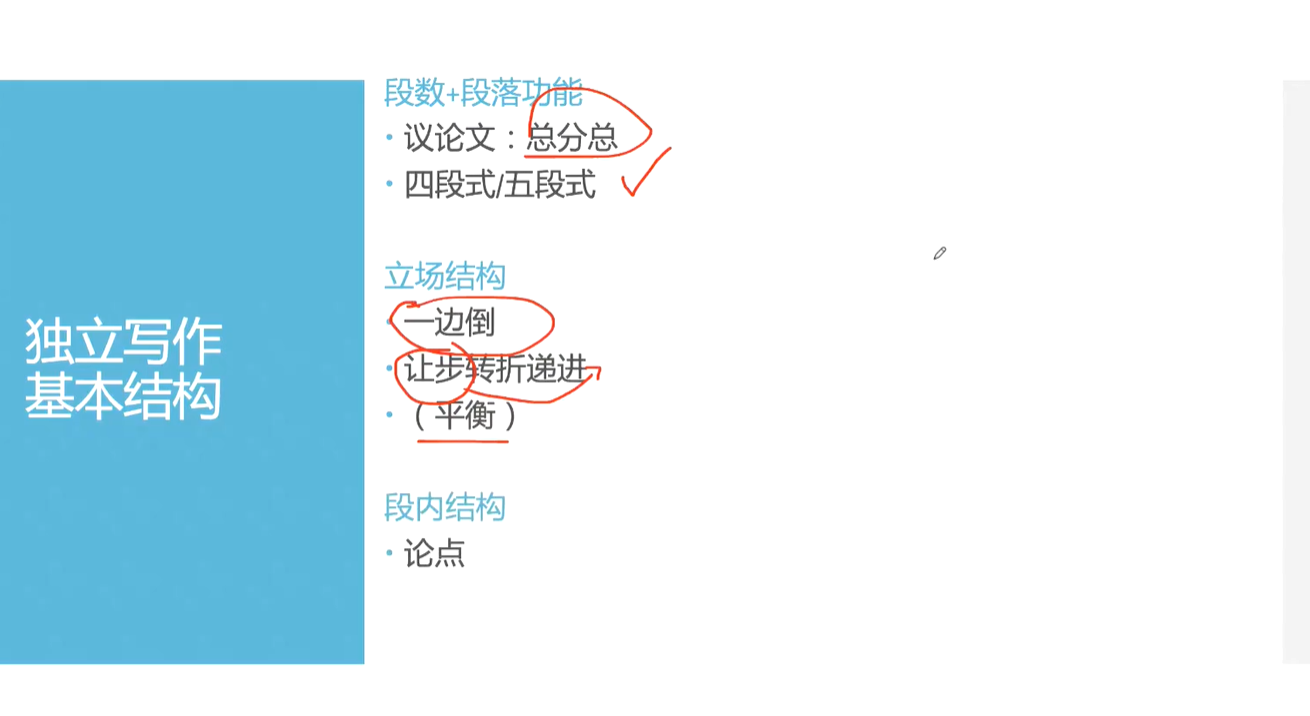 独立写作
基本结构
段数+段落功能
• 议论文：总分总
• 四段式/五段式
立场结构
• 一边倒
• 让步转折递进
• （平衡）
段内结构
• 论点